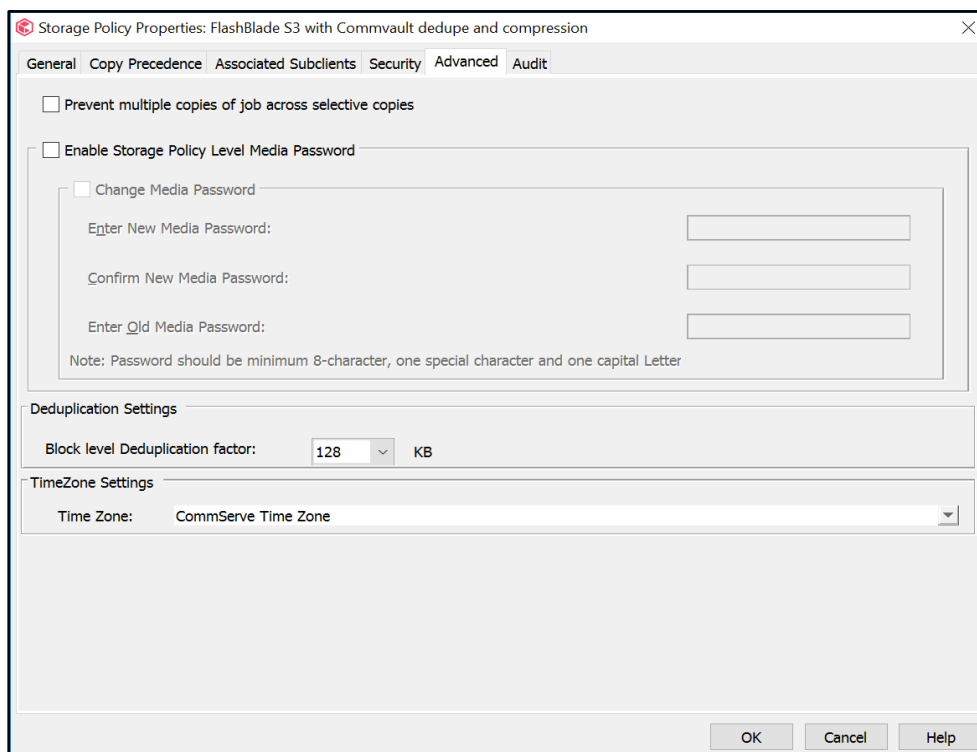 Storage Policy Properties: FlashBlade S3 with Commvault dedupe and compression
General Copy Precedence Associated Subclients Security Advanced Audit
Prevent multiple copies of job across selective copies
Enable Storage Policy Level Media Password
Change Media Password
Enter New Media Password:
Confirm New Media Password:
Enter Old Media Password:
Note: Password should be minimum 8-character, one special character and one capital Letter
Deduplication Settings
Block level Deduplication factor: 128 KB
TimeZone Settings
Time Zone: CommServe Time Zone
OK Cancel Help